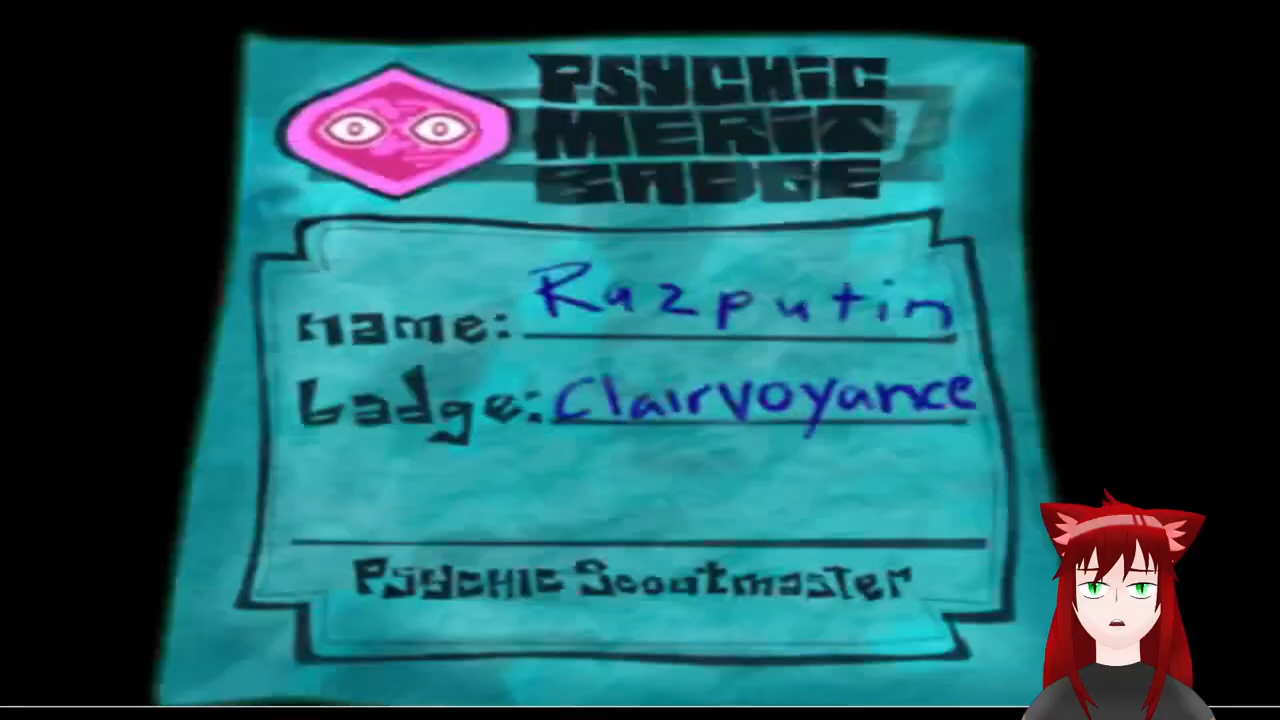 PSYCHIC
MERIT
BADGE
name: Razputin
badge: Clairvoyance
Psychic Scoutmaster